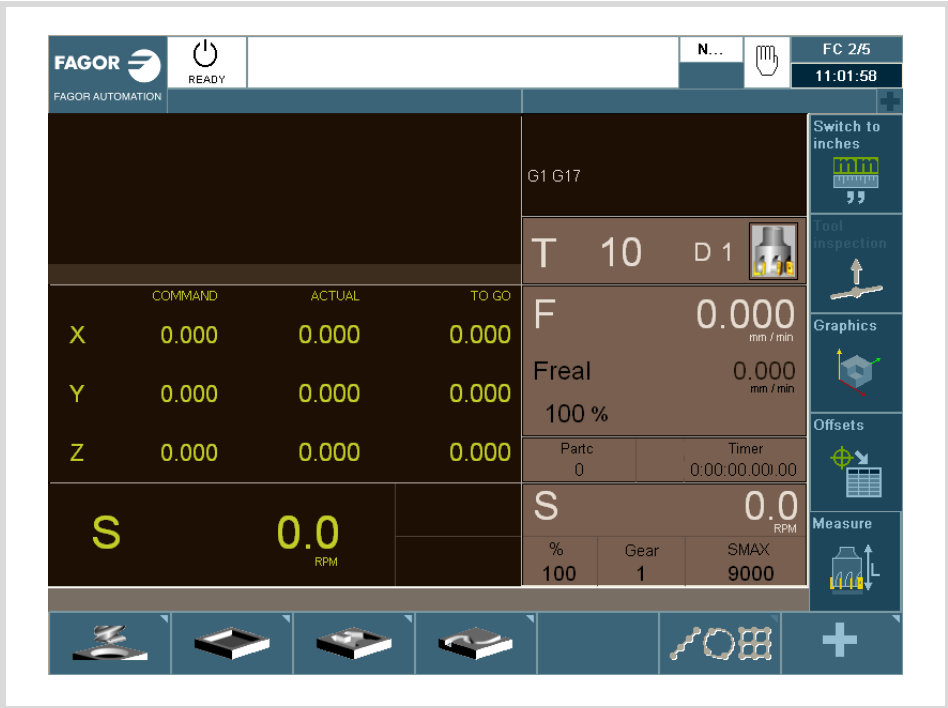 FAGOR
READY
FAGOR AUTOMATION
N...
FC 2/5
11:01:58
G1 G17
T 10 D 1
COMMAND ACTUAL TO GO
X 0.000 0.000 0.000
Y 0.000 0.000 0.000
Z 0.000 0.000 0.000
S 0.0
RPM
F 0.000
mm / min
Freal 0.000
mm / min
100 %
Partc Timer
0 0:00:00.00).00
S 0.0
RPM
% Gear SMAX
100 1 9000
Switch to
inches
mm
Tool
inspection
Graphics
Offsets
Measure
L